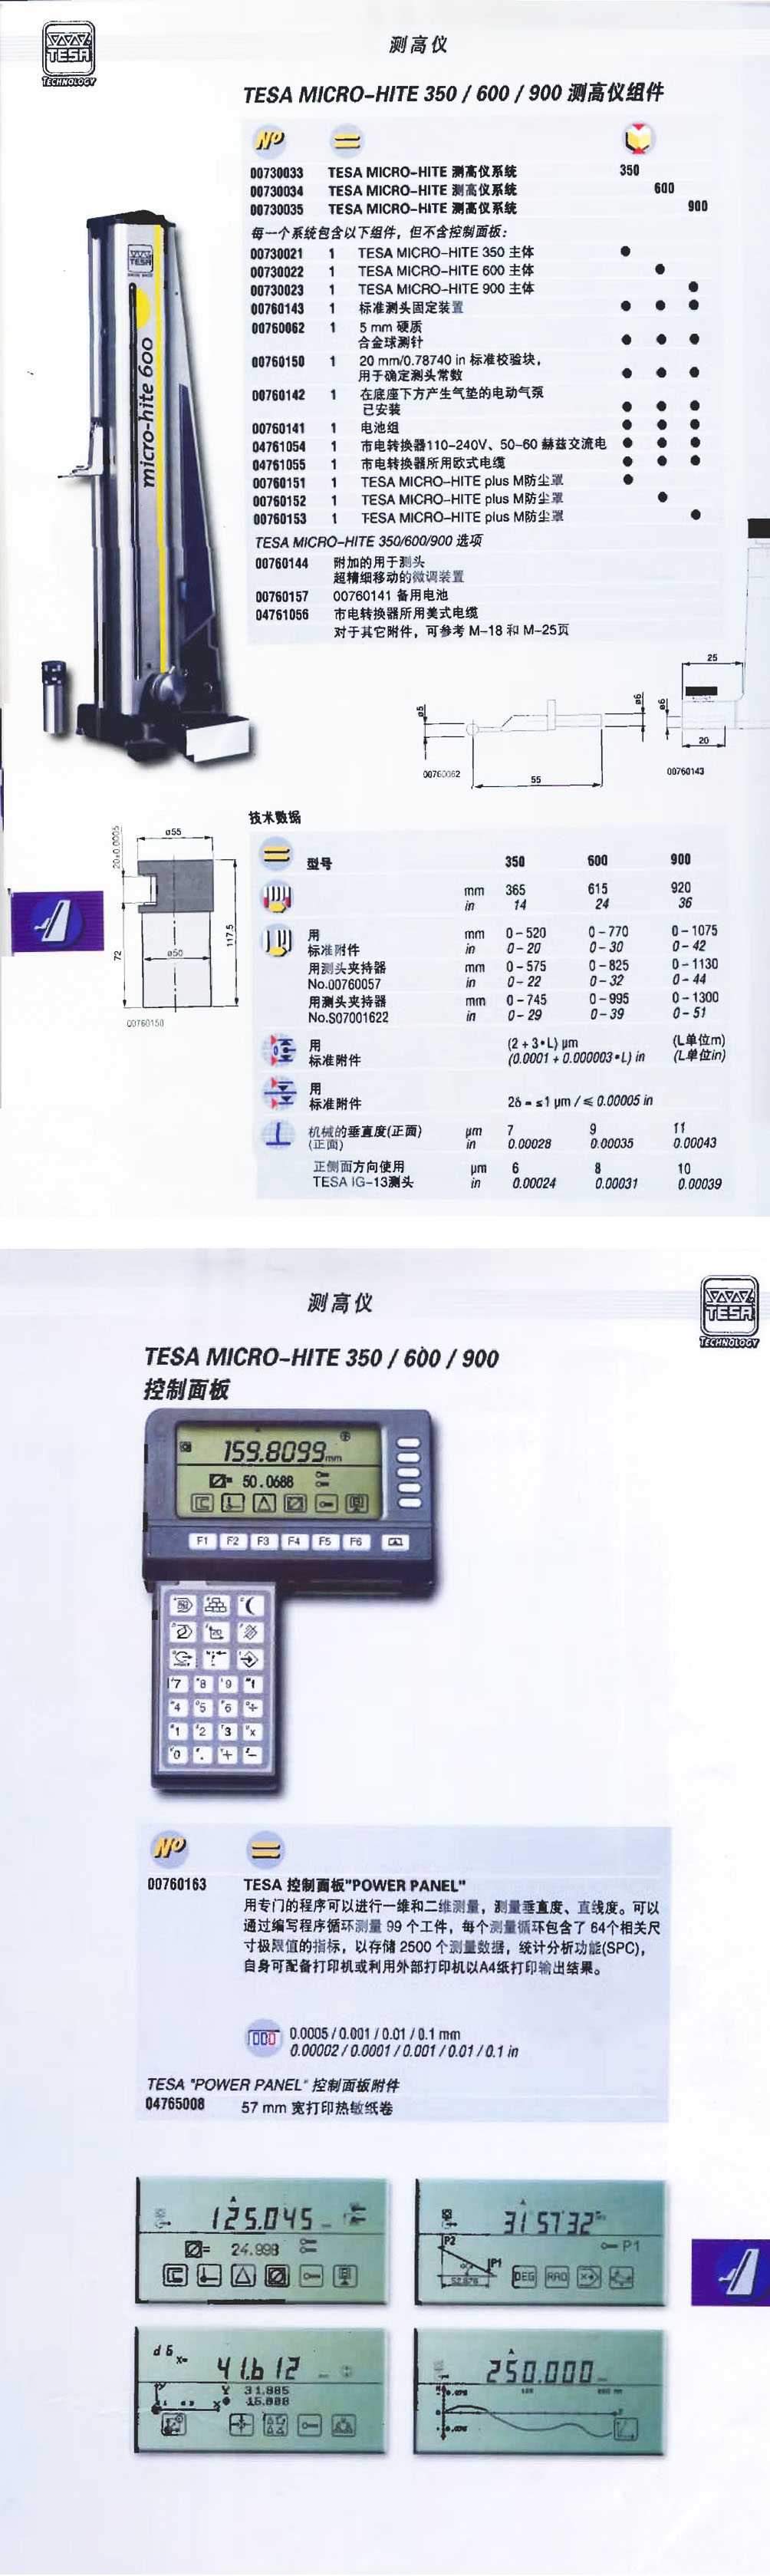 TESA
TECHNOLOGY
测高仪
TESA MICRO-HITE 350 / 600 / 900 测高仪组件
Nº
00730033 TESA MICRO-HITE 测高仪系统 350
00730034 TESA MICRO-HITE 测高仪系统 600
00730035 TESA MICRO-HITE 测高仪系统 900
每一个系统包含以下组件，但不含控制面板：
00730021 1 TESA MICRO-HITE 350 主体 ●
00730022 1 TESA MICRO-HITE 600 主体 ●
00730023 1 TESA MICRO-HITE 900 主体 ●
00760143 1 标准测头固定装置 ● ● ●
00760062 1 5 mm 硬质
合金球测针 ● ● ●
00760150 1 20 mm/0.78740 in 标准校验块，
用于确定测头常数 ● ● ●
00760142 1 在底座下方产生气垫的电动气泵
已安装 ● ● ●
00760141 1 电池组 ● ● ●
04761054 1 市电转换器110-240V、50-60 赫兹交流电 ● ● ●
04761055 1 市电转换器所用欧式电缆 ● ● ●
00760151 1 TESA MICRO-HITE plus M防尘罩 ●
00760152 1 TESA MICRO-HITE plus M防尘罩 ●
00760153 1 TESA MICRO-HITE plus M防尘罩 ●
TESA MICRO-HITE 350/600/900 选项
00760144 附加的用于测头
超精细移动的微调装置
00760157 00760141 备用电池
04761056 市电转换器所用美式电缆
对于其它附件，可参考 M-18 和 M-25页
TESA
micro-hite 600
ø5
ø6
55
00760062
25
ø6
20
00760143
技术数据
20±0.0005
ø55
72
ø50
117.5
00760150
型号 350 600 900
mm 365 615 920
in 14 24 36
用 mm 0-520 0-770 0-1075
标准附件 in 0-20 0-30 0-42
用测头夹持器 mm 0-575 0-825 0-1130
No.00760057 in 0-22 0-32 0-44
用测头夹持器 mm 0-745 0-995 0-1300
No.S07001622 in 0-29 0-39 0-51
用 (2 + 3•L) µm (L单位m)
标准附件 (0.0001 + 0.000003•L) in (L单位in)
用
标准附件 2δ = ≤1 µm / ≤ 0.00005 in
机械的垂直度(正面) µm 7 9 11
(正面) in 0.00028 0.00035 0.00043
正侧面方向使用 µm 6 8 10
TESA IG-13测头 in 0.00024 0.00031 0.00039
测高仪
TESA
TECHNOLOGY
TESA MICRO-HITE 350 / 600 / 900
控制面板
159.8099 mm
Ø= 50.0688
F1 F2 F3 F4 F5 F6
7 8 9
4 5 6 ÷
1 2 3 x
0 . + -
Nº
00760163 TESA 控制面板"POWER PANEL"
用专门的程序可以进行一维和二维测量，测量垂直度、直线度。可以
通过编写程序循环测量 99 个工件，每个测量循环包含了 64个相关尺
寸极限值的指标，以存储 2500 个测量数据，统计分析功能(SPC)，
自身可配备打印机或利用外部打印机以A4纸打印输出结果。
0.0005 / 0.001 / 0.01 / 0.1 mm
0.00002 / 0.0001 / 0.001 / 0.01 / 0.1 in
TESA "POWER PANEL" 控制面板附件
04765008 57 mm 宽打印热敏纸卷
125.045
Ø= 24.998
31°57'32"
P2
P1
P1
52.876
DEG RAD
41.612
Y 31.885
250.000